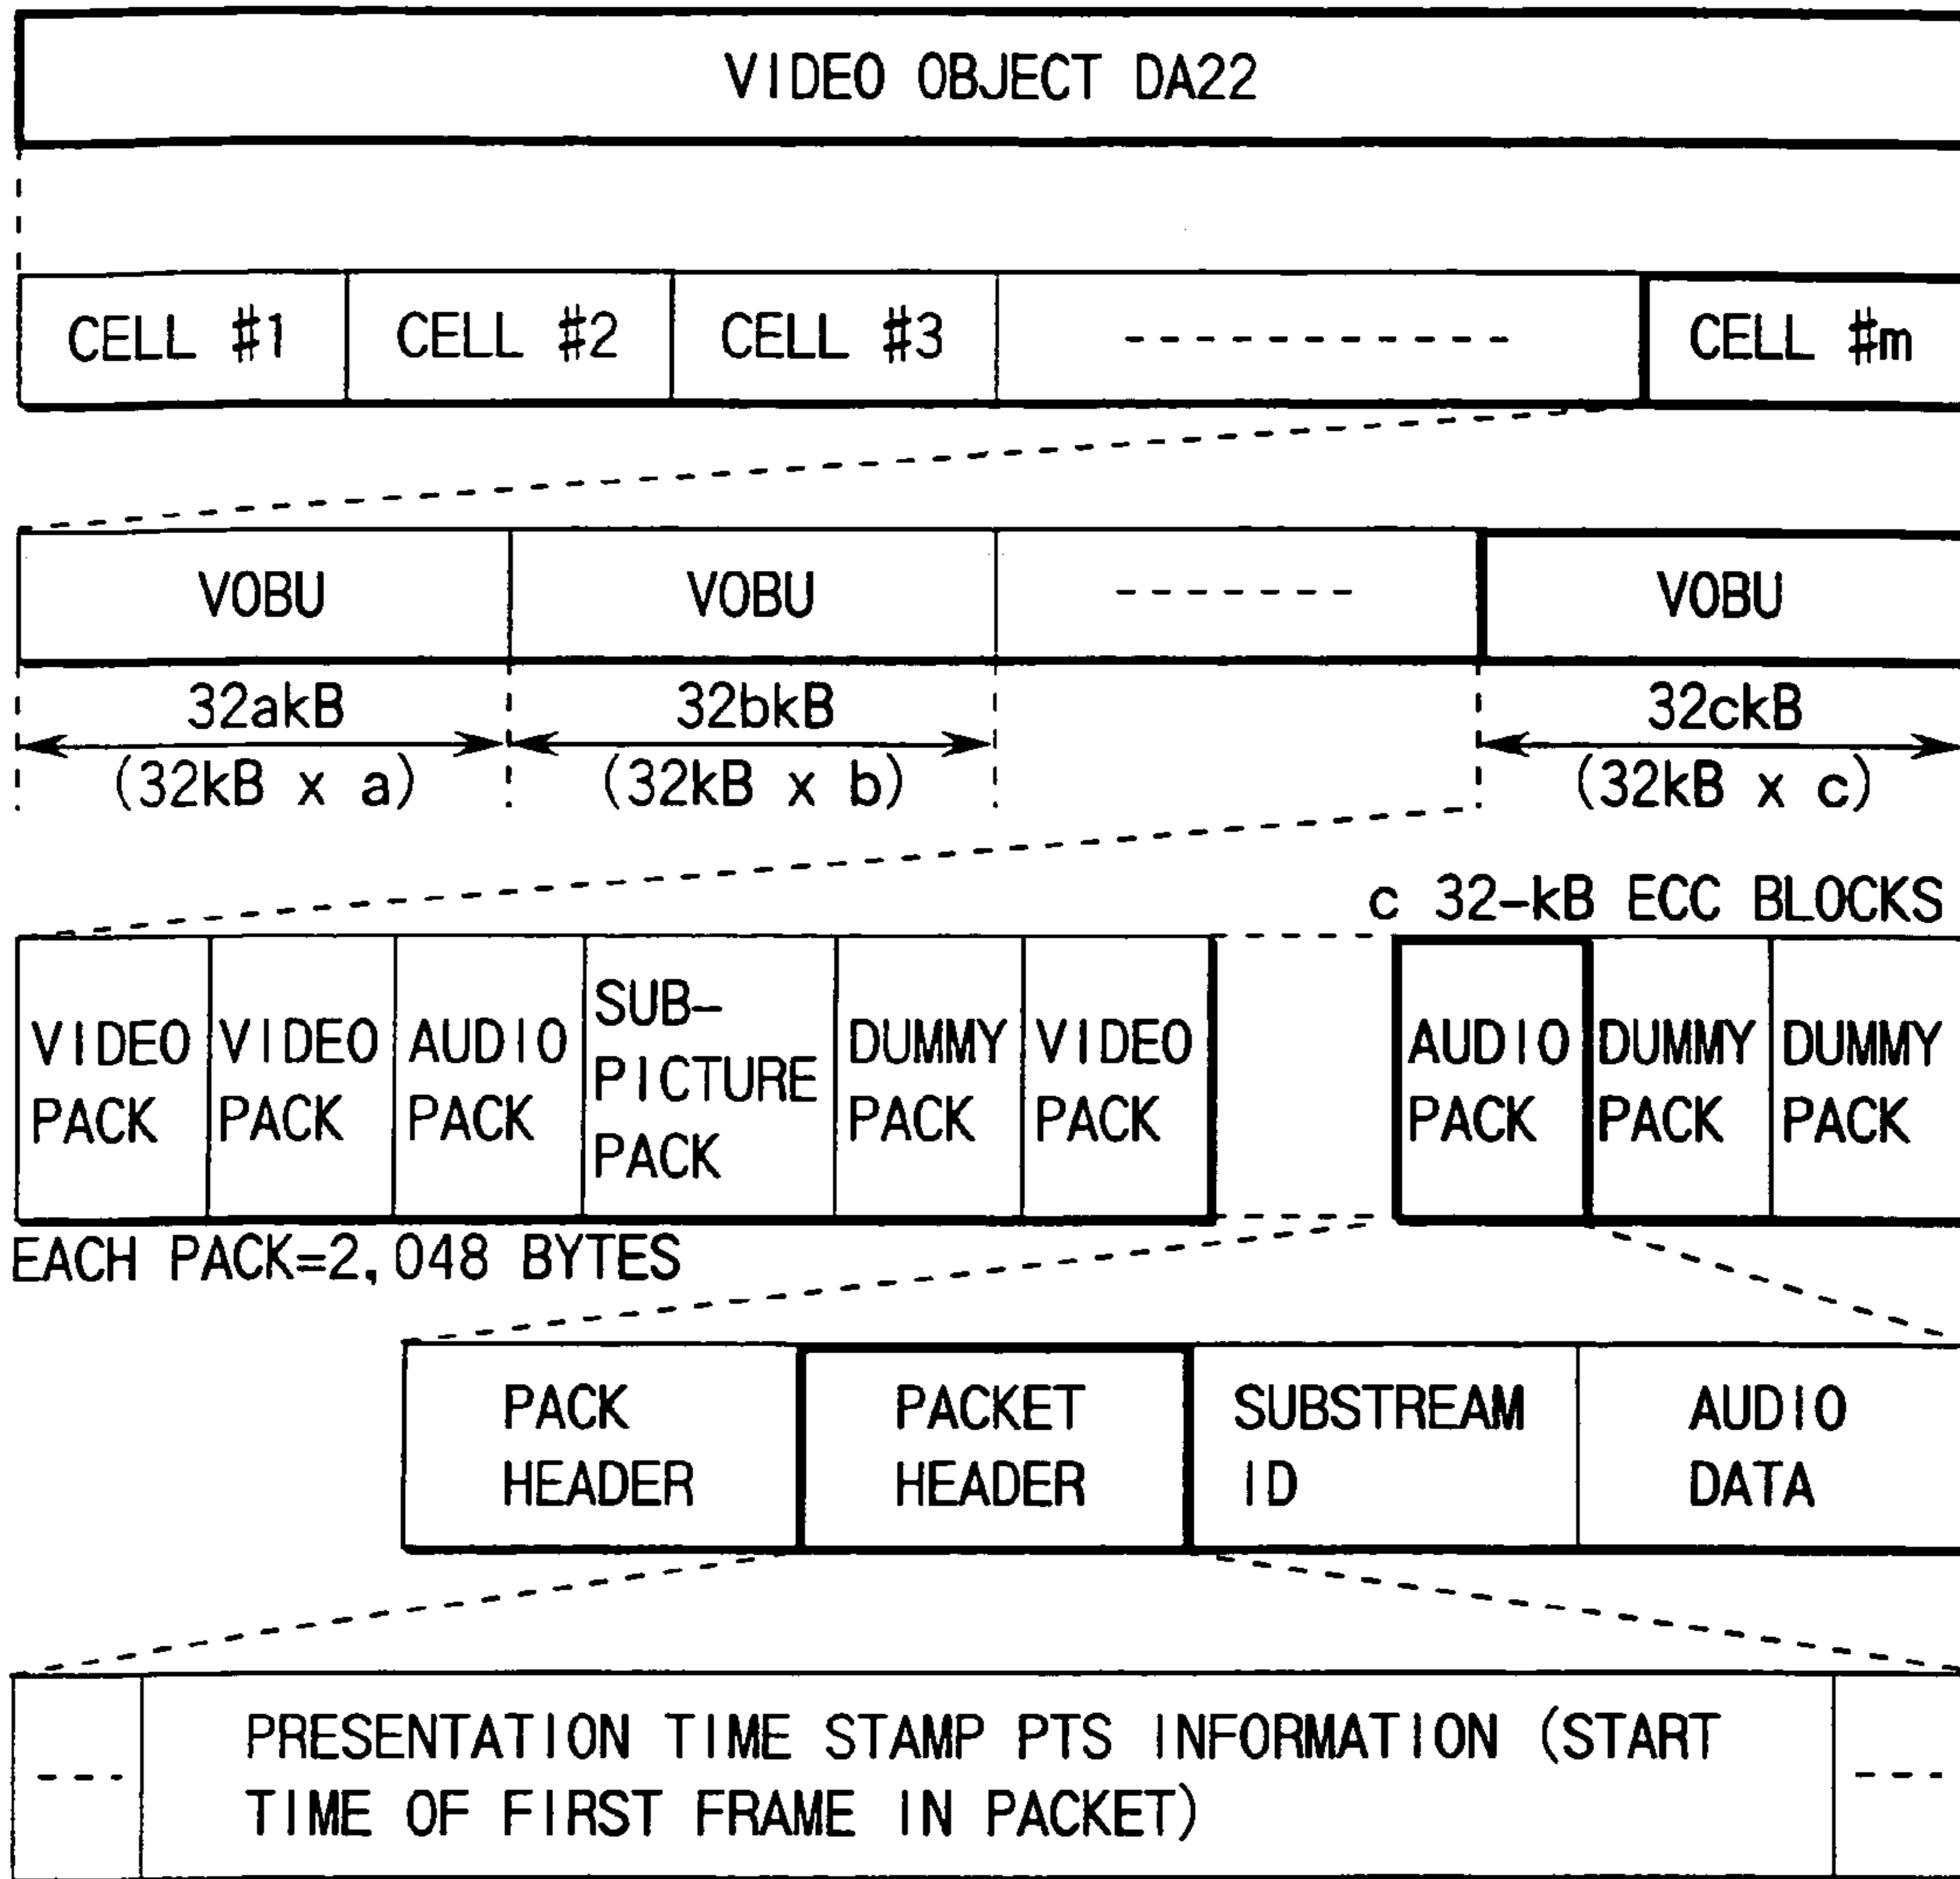 VIDEO OBJECT DA22
CELL #1 CELL #2 CELL #3 ----------- CELL #m
VOBU VOBU ------- VOBU
32akB 32bkB 32ckB
(32kB x a) (32kB x b) (32kB x c)
c 32-kB ECC BLOCKS
VIDEO PACK
VIDEO PACK
AUDIO PACK
SUB-
PICTURE
PACK
DUMMY PACK
VIDEO PACK
AUDIO PACK
DUMMY PACK
DUMMY PACK
EACH PACK=2,048 BYTES
PACK
HEADER
PACKET
HEADER
SUBSTREAM
ID
AUDIO
DATA
--- PRESENTATION TIME STAMP PTS INFORMATION (START ---
TIME OF FIRST FRAME IN PACKET)